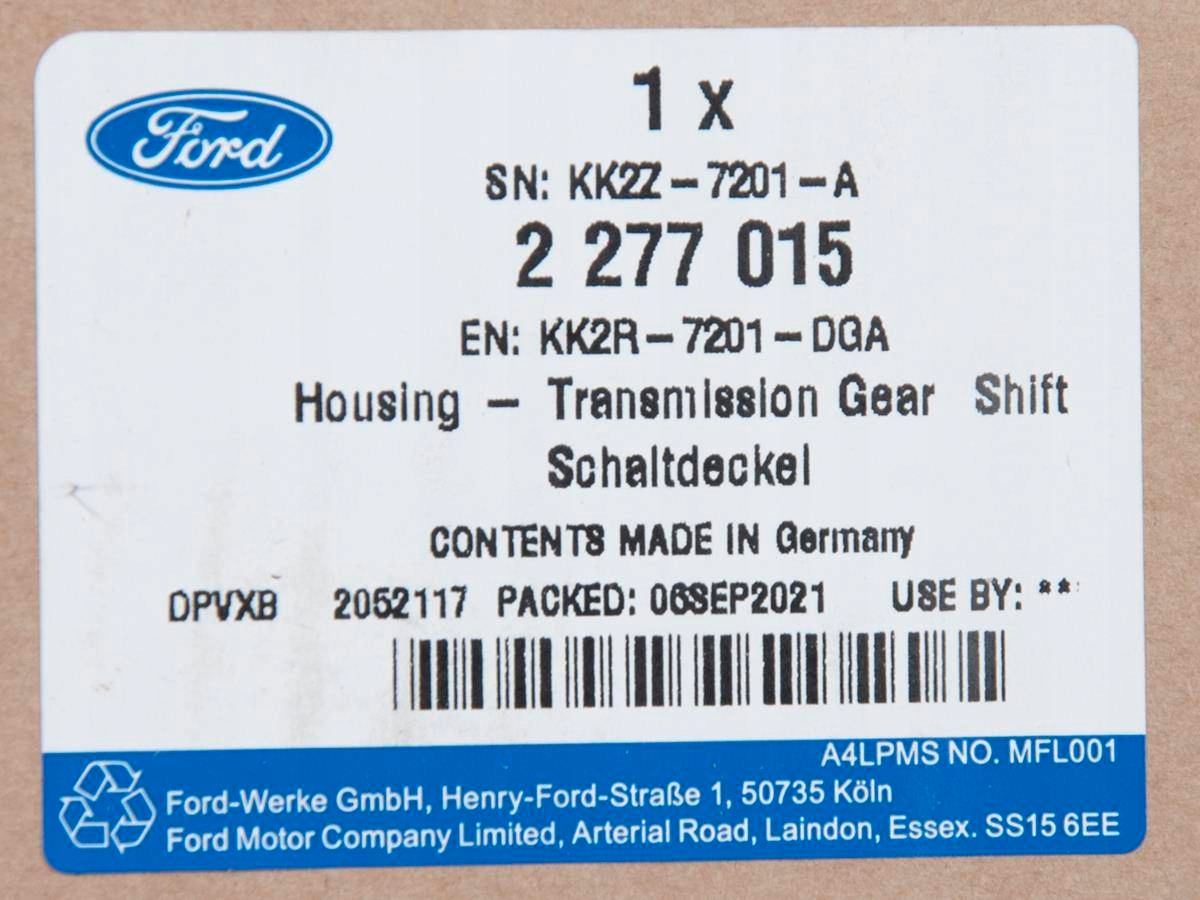 Ford
1 x
SN: KK2Z-7201-A
2 277 015
EN: KK2R-7201-DGA
Housing - Transmission Gear Shift
Schaltdeckel
CONTENTS MADE IN Germany
DPVXB 2052117 PACKED: 06SEP2021 USE BY: **
A4LPMS NO. MFL001
Ford-Werke GmbH, Henry-Ford-Straße 1, 50735 Köln
Ford Motor Company Limited, Arterial Road, Laindon, Essex. SS15 6EE